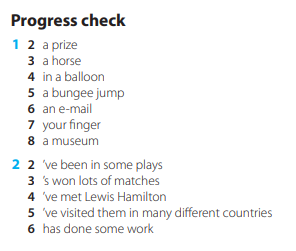 Progress check
1 2 a prize
3 a horse
4 in a balloon
5 a bungee jump
6 an e-mail
7 your finger
8 a museum
2 2 ’ve been in some plays
3 ’s won lots of matches
4 ’ve met Lewis Hamilton
5 ’ve visited them in many different countries
6 has done some work